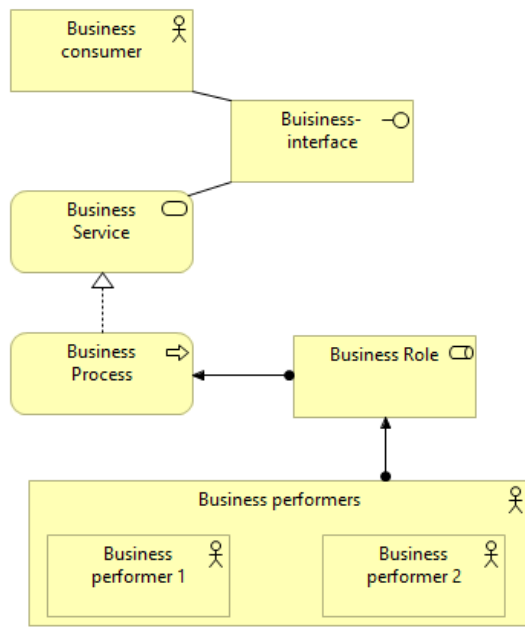 Business
consumer
Buisiness-
interface
Business
Service
Business
Process
Business Role
Business performers
Business
performer 1
Business
performer 2